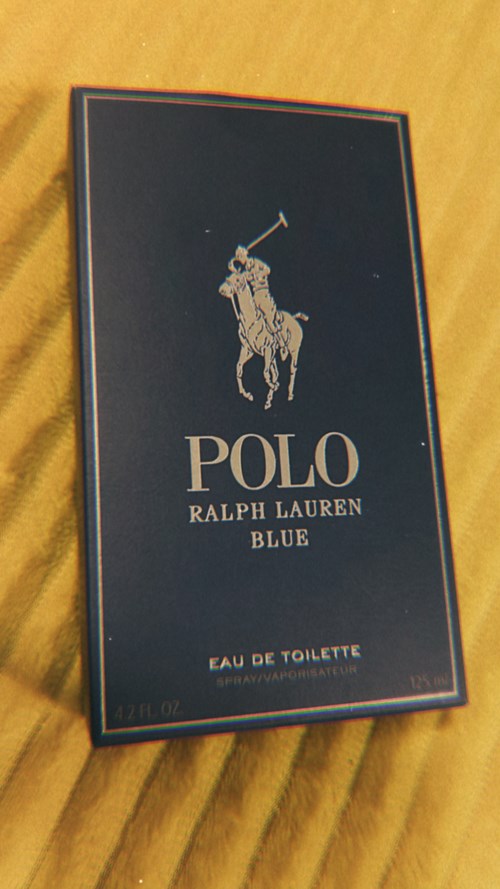 POLO
RALPH LAUREN
BLUE
EAU DE TOILETTE
SPRAY/VAPORISATEUR
4.2 FL. OZ.
125 ml